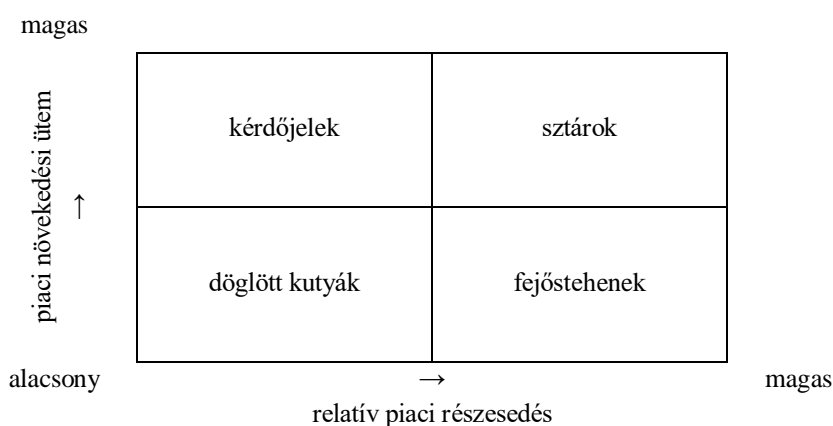 magas
piaci növekedési ütem
↑
kérdőjelek
sztárok
döglött kutyák
fejőstehenek
alacsony → magas
relatív piaci részesedés